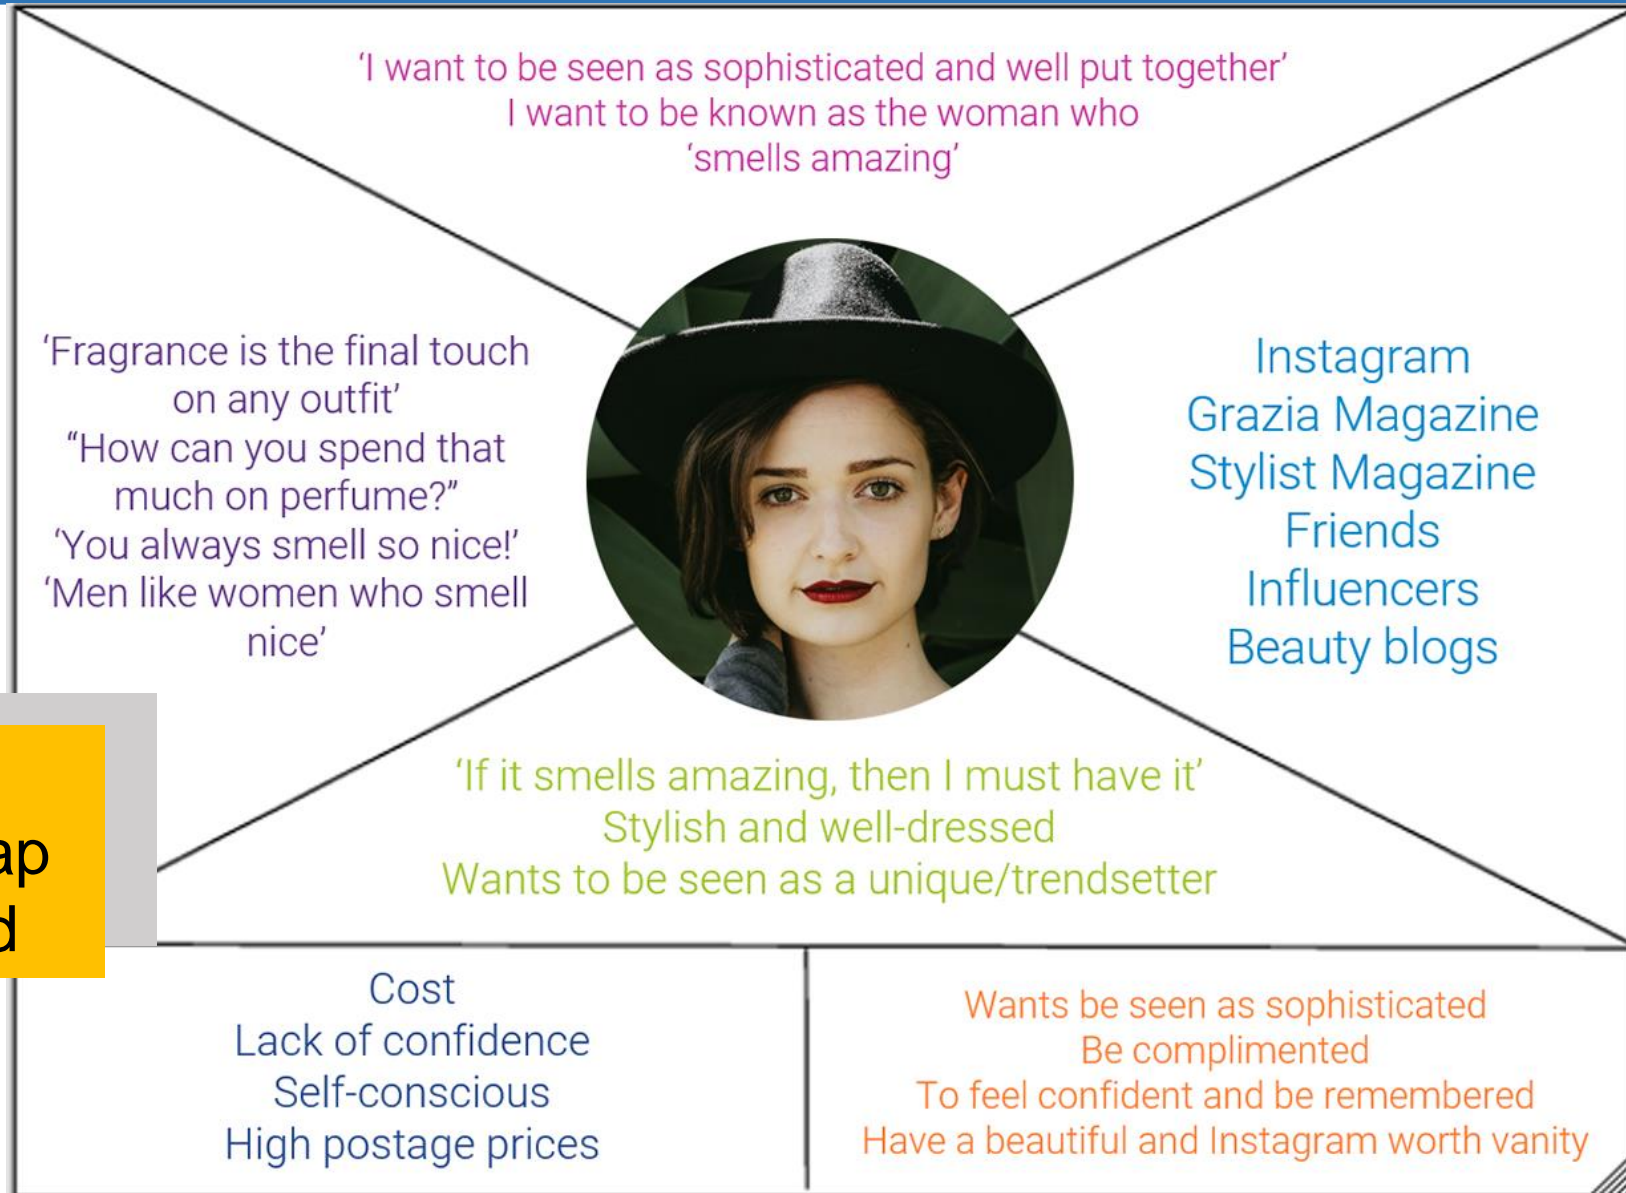 ‘I want to be seen as sophisticated and well put together’
I want to be known as the woman who
‘smells amazing’
‘Fragrance is the final touch
on any outfit’
“How can you spend that
much on perfume?”
‘You always smell so nice!’
‘Men like women who smell
nice’
Instagram
Grazia Magazine
Stylist Magazine
Friends
Influencers
Beauty blogs
‘If it smells amazing, then I must have it’
Stylish and well-dressed
Wants to be seen as a unique/trendsetter
Cost
Lack of confidence
Self-conscious
High postage prices
Wants be seen as sophisticated
Be complimented
To feel confident and be remembered
Have a beautiful and Instagram worth vanity